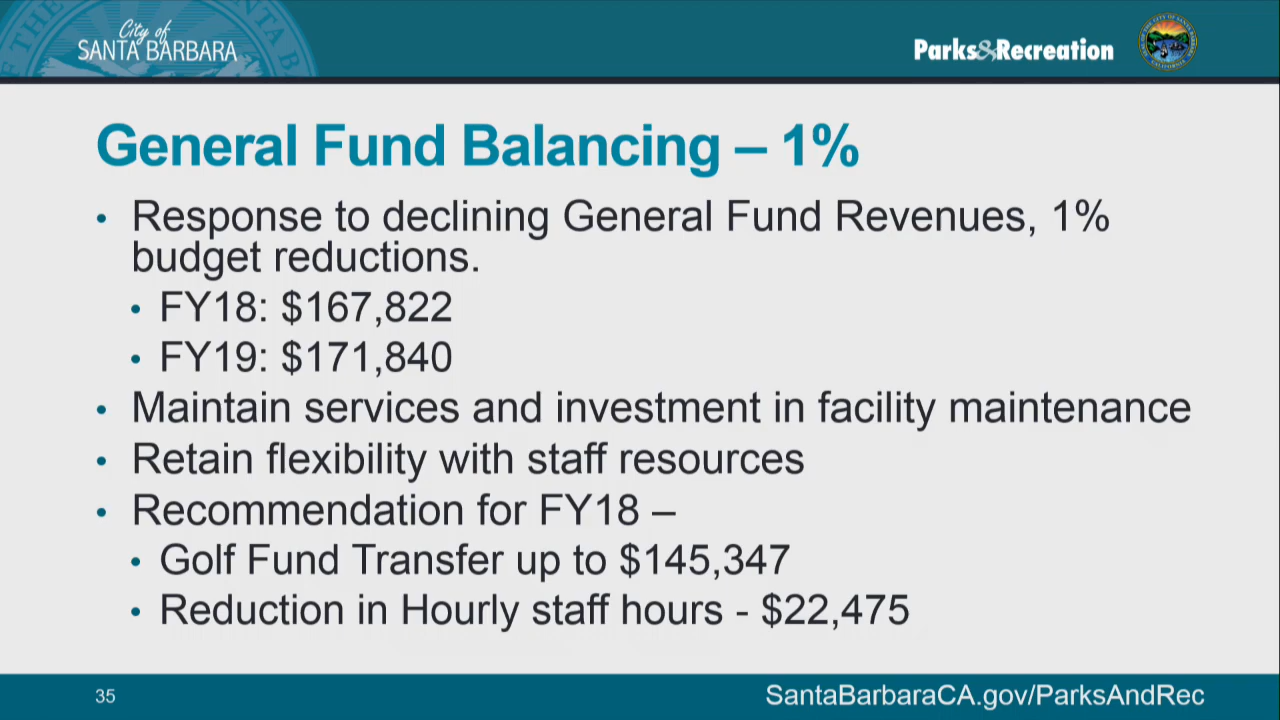 City of
SANTA BARBARA
Parks&Recreation
General Fund Balancing – 1%
• Response to declining General Fund Revenues, 1%
budget reductions.
• FY18: $167,822
• FY19: $171,840
• Maintain services and investment in facility maintenance
• Retain flexibility with staff resources
• Recommendation for FY18 –
• Golf Fund Transfer up to $145,347
• Reduction in Hourly staff hours - $22,475
35
SantaBarbaraCA.gov/ParksAndRec